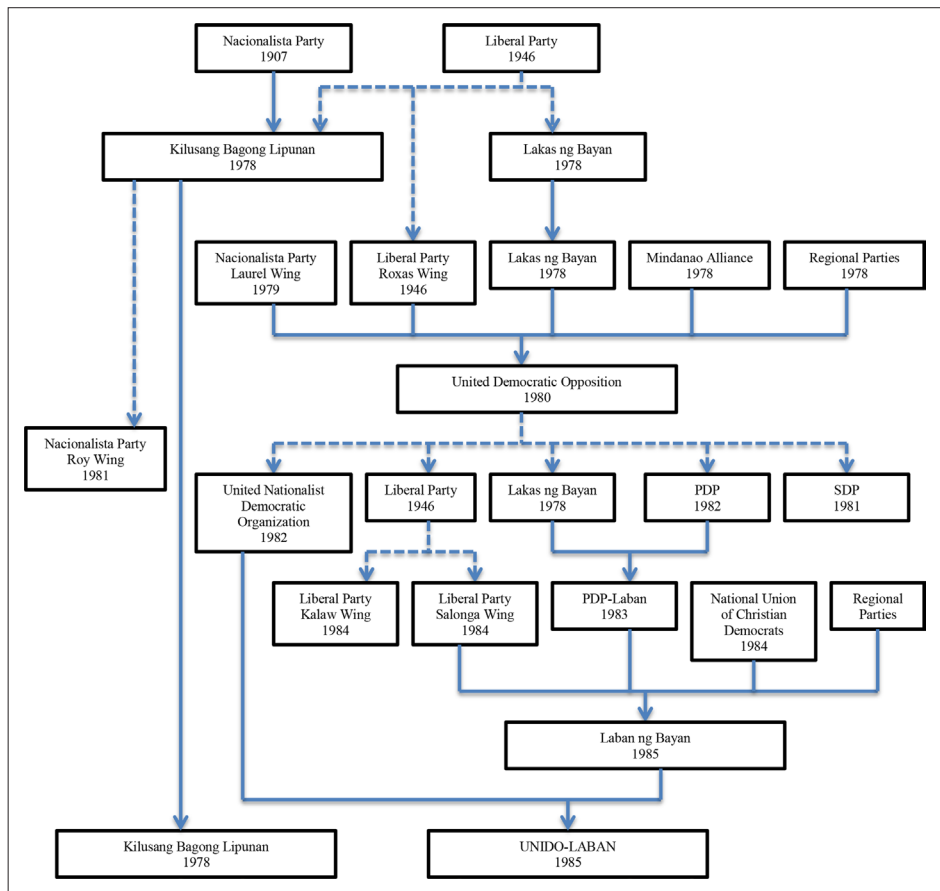 Nacionalista Party
1907
Liberal Party
1946
Kilusang Bagong Lipunan
1978
Lakas ng Bayan
1978
Nacionalista Party
Laurel Wing
1979
Liberal Party
Roxas Wing
1946
Lakas ng Bayan
1978
Mindanao Alliance
1978
Regional Parties
1978
United Democratic Opposition
1980
Nacionalista Party
Roy Wing
1981
United Nationalist
Democratic
Organization
1982
Liberal Party
1946
Lakas ng Bayan
1978
PDP
1982
SDP
1981
Liberal Party
Kalaw Wing
1984
Liberal Party
Salonga Wing
1984
PDP-Laban
1983
National Union
of Christian
Democrats
1984
Regional
Parties
Laban ng Bayan
1985
Kilusang Bagong Lipunan
1978
UNIDO-LABAN
1985